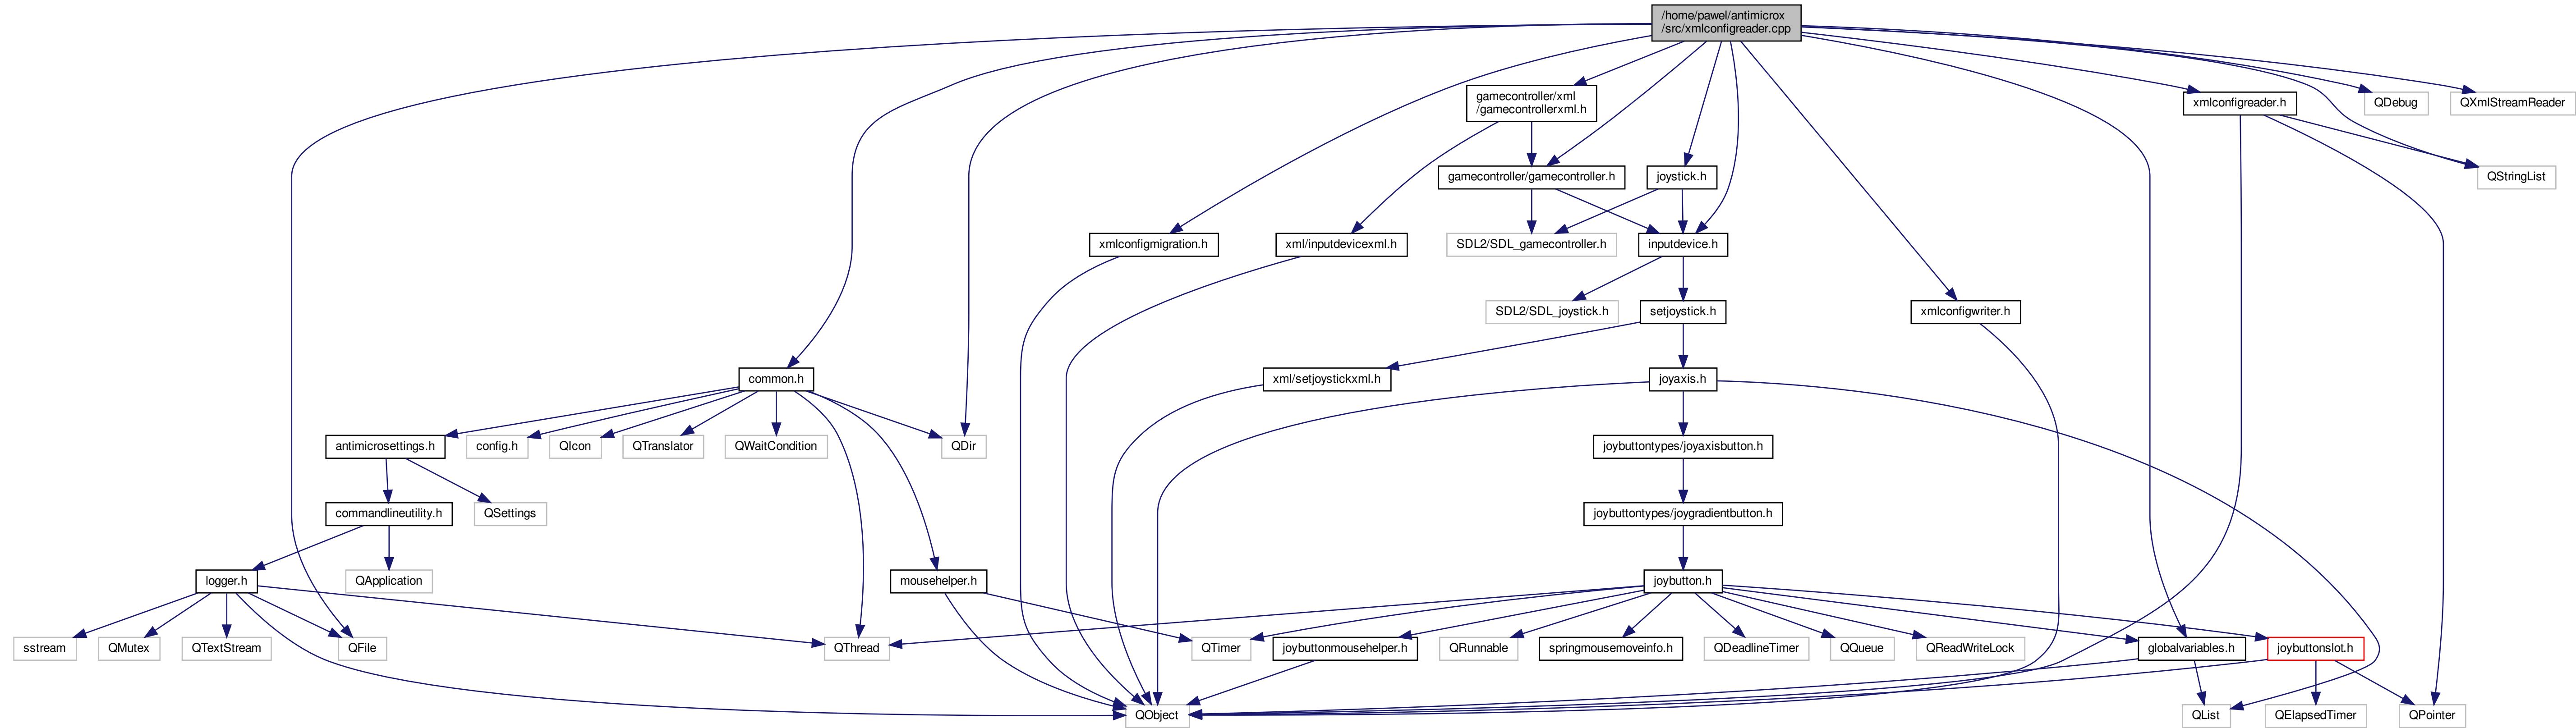 /home/pawel/antimicrox
/src/xmlconfigreader.cpp
gamecontroller/xml
/gamecontrollerxml.h
xmlconfigreader.h
QDebug
QXmlStreamReader
gamecontroller/gamecontroller.h
joystick.h
QStringList
xmlconfigmigration.h
xml/inputdevicexml.h
SDL2/SDL_gamecontroller.h
inputdevice.h
SDL2/SDL_joystick.h
setjoystick.h
xmlconfigwriter.h
common.h
xml/setjoystickxml.h
joyaxis.h
antimicrosettings.h
config.h
QIcon
QTranslator
QWaitCondition
QDir
joybuttontypes/joyaxisbutton.h
commandlineutility.h
QSettings
joybuttontypes/joygradientbutton.h
logger.h
QApplication
mousehelper.h
joybutton.h
sstream
QMutex
QTextStream
QFile
QThread
QTimer
joybuttonmousehelper.h
QRunnable
springmousemoveinfo.h
QDeadlineTimer
QQueue
QReadWriteLock
globalvariables.h
joybuttonslot.h
QObject
QList
QElapsedTimer
QPointer